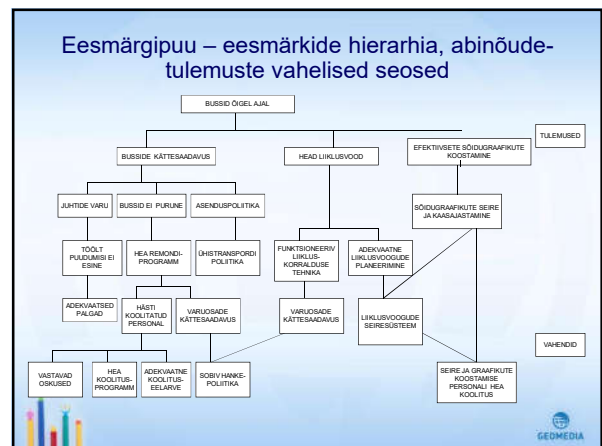 Eesmärgipuu – eesmärkide hierarhia, abinõude-
tulemuste vahelised seosed
BUSSID ÕIGEL AJAL
TULEMUSED
BUSSIDE KÄTTESAADAVUS
HEAD LIIKLUSVOOD
EFEKTIIVSETE SÕIDUGRAAFIKUTE
KOOSTAMINE
JUHTIDE VARU
BUSSID EI PURUNE
ASENDUSPOLIITIKA
SÕIDUGRAAFIKUTE SEIRE
JA KAASAJASTAMINE
TÖÖLT
PUUDUMISI EI
ESINE
HEA REMONDI-
PROGRAMM
ÜHISTRANSPORDI
POLIITIKA
FUNKTSIONEERIV
LIIKLUS-
KORRALDUSE
TEHNIKA
ADEKVAATNE
LIIKLUSVOOGUDE
PLANEERIMINE
ADEKVAATSED
PALGAD
HÄSTI
KOOLITATUD
PERSONAL
VARUOSADE
KÄTTESAADAVUS
VARUOSADE
KÄTTESAADAVUS
LIIKLUSVOOGUDE
SEIRESÜSTEEM
VAHENDID
VASTAVAD
OSKUSED
HEA
KOOLITUS-
PROGRAMM
ADEKVAATNE
KOOLITUS-
EELARVE
SOBIV HANKE-
POLIITIKA
SEIRE JA GRAAFIKUTE
KOOSTAMISE
PERSONALI HEA
KOOLITUS
GEOMEDIA